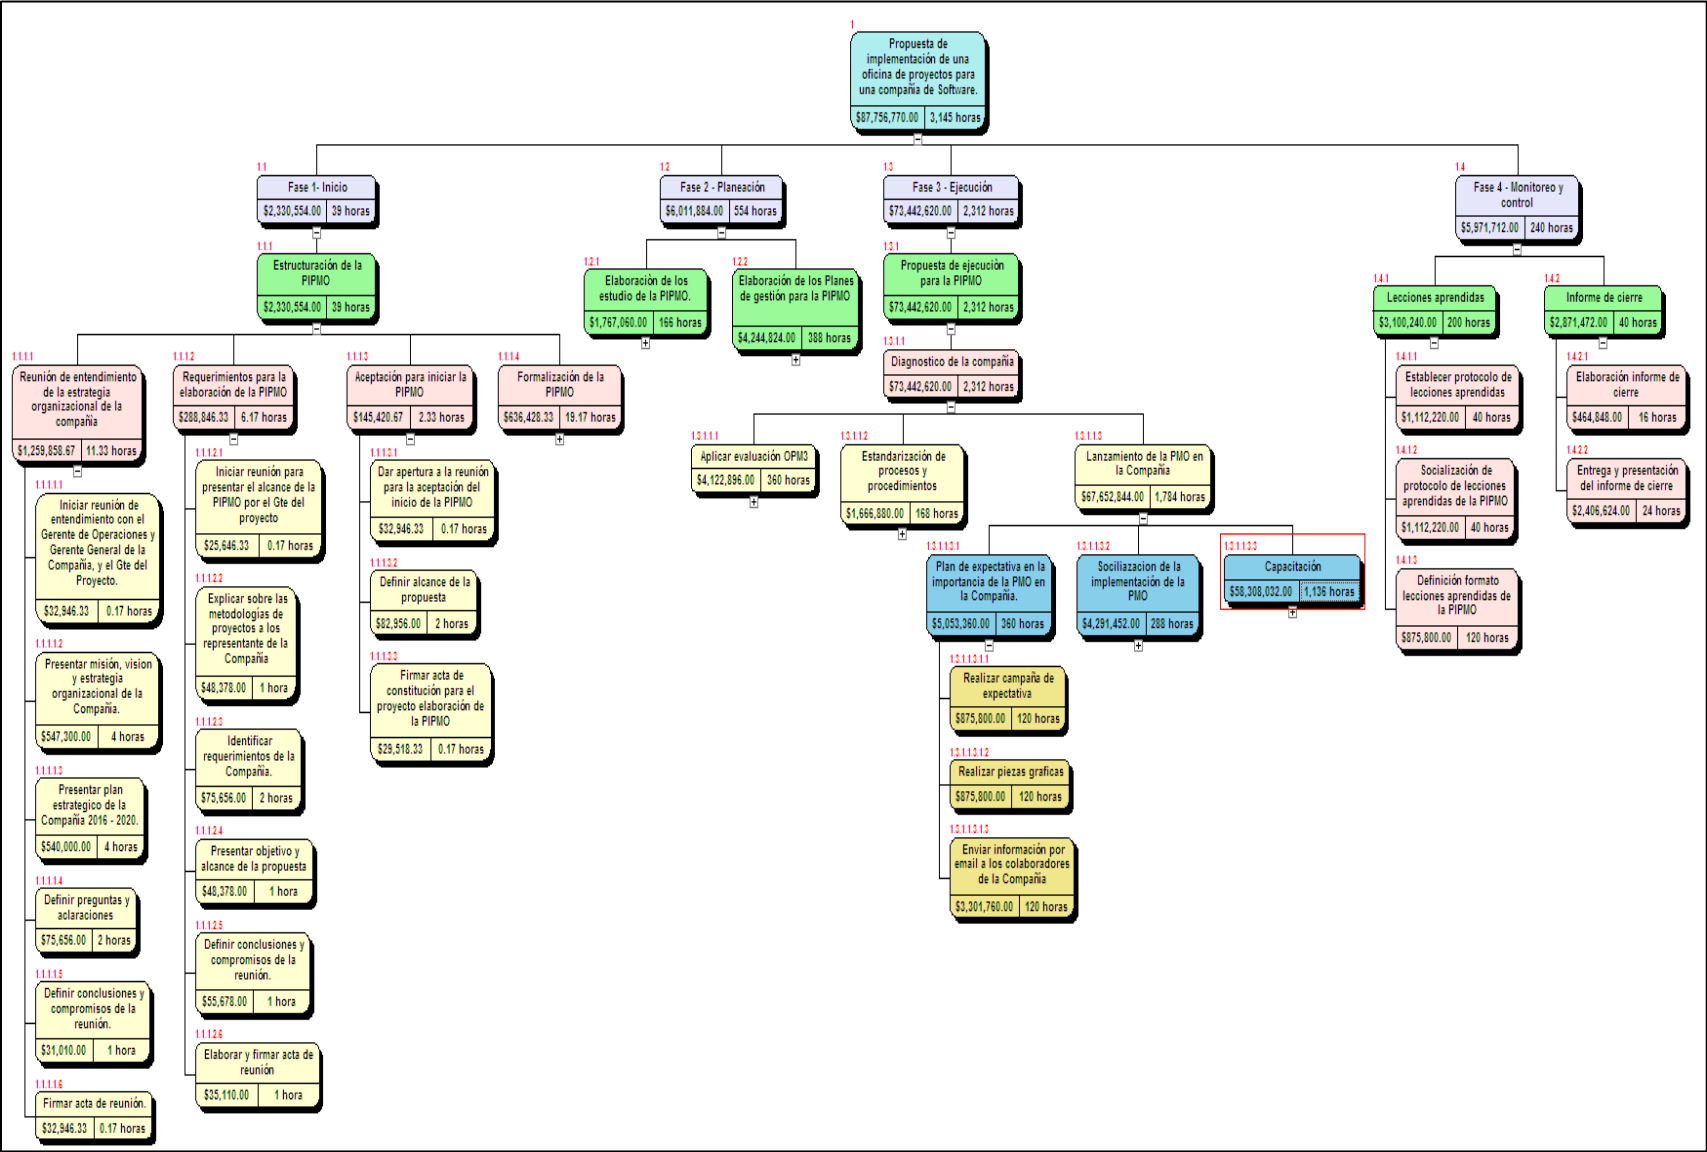 1
Propuesta de
implementación de una
oficina de proyectos para
una compañía de Software.
$87,756,770.00 3,145 horas
1.1
Fase 1- Inicio
$2,330,554.00 39 horas
1.2
Fase 2 - Planeación
$6,011,884.00 554 horas
1.3
Fase 3 - Ejecución
$73,442,620.00 2,312 horas
1.4
Fase 4 - Monitoreo y
control
$5,971,712.00 240 horas
1.1.1
Estructuración de la
PIPMO
$2,330,554.00 39 horas
1.2.1
Elaboraciòn de los
estudio de la PIPMO.
$1,767,060.00 166 horas
1.2.2
Elaboración de los Planes
de gestión para la PIPMO
$4,244,824.00 388 horas
1.3.1
Propuesta de ejecuciòn
para la PIPMO
$73,442,620.00 2,312 horas
1.4.1
Lecciones aprendidas
$3,100,240.00 200 horas
1.4.2
Informe de cierre
$2,871,472.00 40 horas
1.1.1.1
Reunión de entendimiento
de la estrategia
organizacional de la
compañia
$1,259,858.67 11.33 horas
1.1.1.2
Requerimientos para la
elaboración de la PIPMO
$288,846.33 6.17 horas
1.1.1.3
Aceptación para iniciar la
PIPMO
$145,420.67 2.33 horas
1.1.1.4
Formalización de la
PIPMO
$636,428.33 19.17 horas
1.3.1.1
Diagnostico de la compañia
$73,442,620.00 2,312 horas
1.4.1.1
Establecer protocolo de
lecciones aprendidas
$1,112,220.00 40 horas
1.4.1.2
Socialización de
protocolo de lecciones
aprendidas de la PIPMO
$1,112,220.00 40 horas
1.4.1.3
Definición formato
lecciones aprendidas de
la PIPMO
$875,800.00 120 horas
1.4.2.1
Elaboración informe de
cierre
$464,848.00 16 horas
1.4.2.2
Entrega y presentación
del informe de cierre
$2,406,624.00 24 horas
1.1.1.1.1
Iniciar reunión de
entendimiento con el
Gerente de Operaciones y
Gerente General de la
Compañia, y el Gte del
Proyecto.
$32,946.33 0.17 horas
1.1.1.1.2
Presentar misión, vision
y estrategia
organizacional de la
Compañia.
$547,300.00 4 horas
1.1.1.1.3
Presentar plan
estrategico de la
Compañia 2016 - 2020.
$540,000.00 4 horas
1.1.1.1.4
Definir preguntas y
aclaraciones
$75,656.00 2 horas
1.1.1.1.5
Definir conclusiones y
compromisos de la
reunión.
$31,010.00 1 hora
1.1.1.1.6
Firmar acta de reunión.
$32,946.33 0.17 horas
1.1.1.2.1
Iniciar reunión para
presentar el alcance de la
PIPMO por el Gte del
proyecto
$25,646.33 0.17 horas
1.1.1.2.2
Explicar sobre las
metodologías de
proyectos a los
representante de la
Compañia
$48,378.00 1 hora
1.1.1.2.3
Identificar
requerimientos de la
Compañia.
$75,656.00 2 horas
1.1.1.2.4
Presentar objetivo y
alcance de la propuesta
$48,378.00 1 hora
1.1.1.2.5
Definir conclusiones y
compromisos de la
reunión.
$55,678.00 1 hora
1.1.1.2.6
Elaborar y firmar acta de
reunión
$35,110.00 1 hora
1.1.1.3.1
Dar apertura a la reunión
para la aceptación del
inicio de la PIPMO
$32,946.33 0.17 horas
1.1.1.3.2
Definir alcance de la
propuesta
$82,956.00 2 horas
1.1.1.3.3
Firmar acta de
constitución para el
proyecto elaboración de
la PIPMO
$29,518.33 0.17 horas
1.3.1.1.1
Aplicar evaluación OPM3
$4,122,896.00 360 horas
1.3.1.1.2
Estandarización de
procesos y
procedimientos
$1,666,880.00 168 horas
1.3.1.1.3
Lanzamiento de la PMO en
la Compañia
$67,652,844.00 1,784 horas
1.3.1.1.3.1
Plan de expectativa en la
importancia de la PMO en
la Compañia.
$5,053,360.00 360 horas
1.3.1.1.3.2
Sociliazacion de la
implementación de la
PMO
$4,291,452.00 288 horas
1.3.1.1.3.3
Capacitación
$58,308,032.00 1,136 horas
1.3.1.1.3.1.1
Realizar campaña de
expectativa
$875,800.00 120 horas
1.3.1.1.3.1.2
Realizar piezas graficas
$875,800.00 120 horas
1.3.1.1.3.1.3
Enviar información por
email a los colaboradores
de la Compañia
$3,301,760.00 120 horas